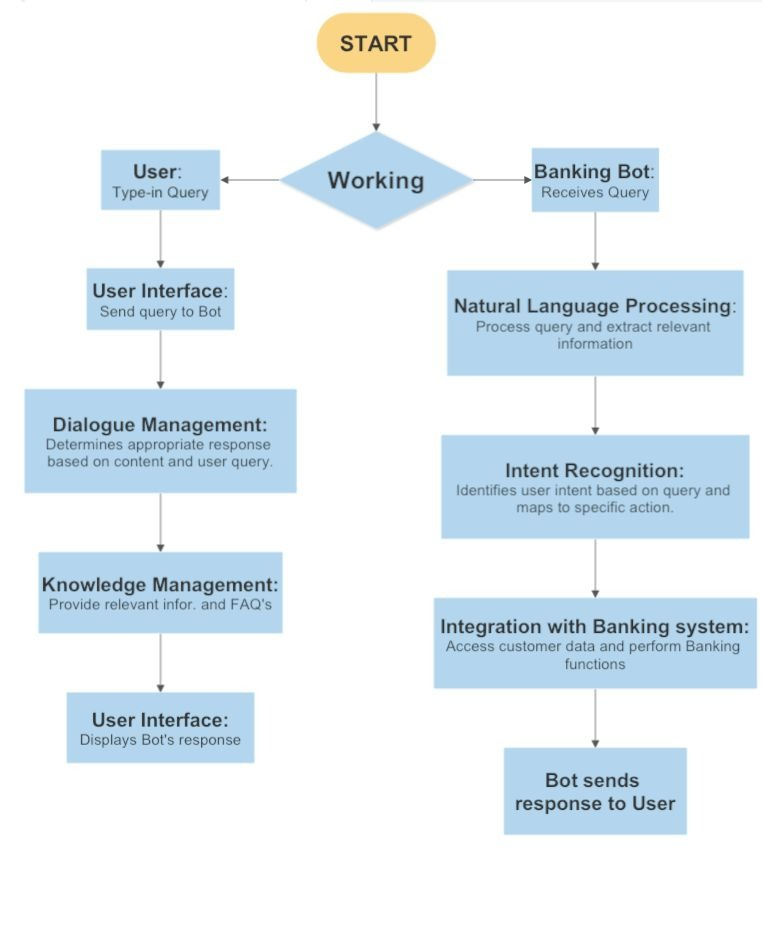 START
Working
User:
Type-in Query
User Interface:
Send query to Bot
Dialogue Management:
Determines appropriate response
based on content and user query.
Knowledge Management:
Provide relevant infor. and FAQ's
User Interface:
Displays Bot's response
Banking Bot:
Receives Query
Natural Language Processing:
Process query and extract relevant
information
Intent Recognition:
Identifies user intent based on query and
maps to specific action.
Integration with Banking system:
Access customer data and perform Banking
functions
Bot sends
response to User